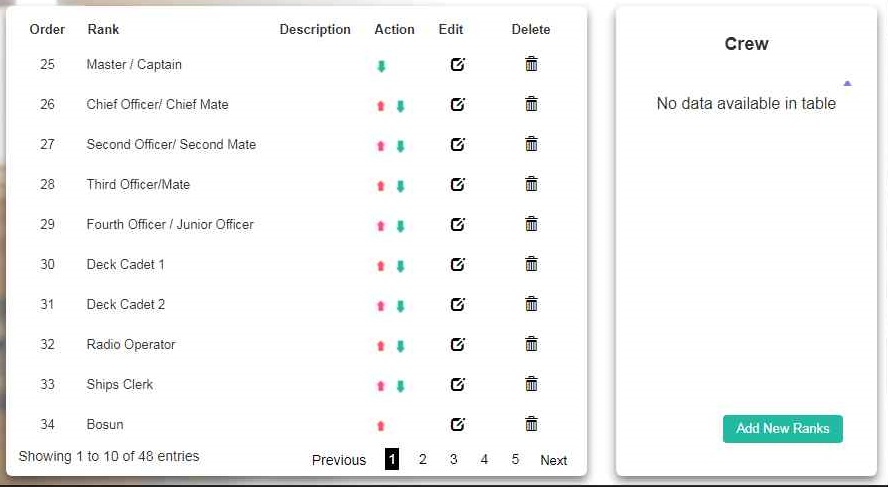 Order Rank Description Action Edit Delete
25 Master / Captain
26 Chief Officer/ Chief Mate
27 Second Officer/ Second Mate
28 Third Officer/Mate
29 Fourth Officer / Junior Officer
30 Deck Cadet 1
31 Deck Cadet 2
32 Radio Operator
33 Ships Clerk
34 Bosun
Showing 1 to 10 of 48 entries
Previous 1 2 3 4 5 Next
Crew
No data available in table
Add New Ranks